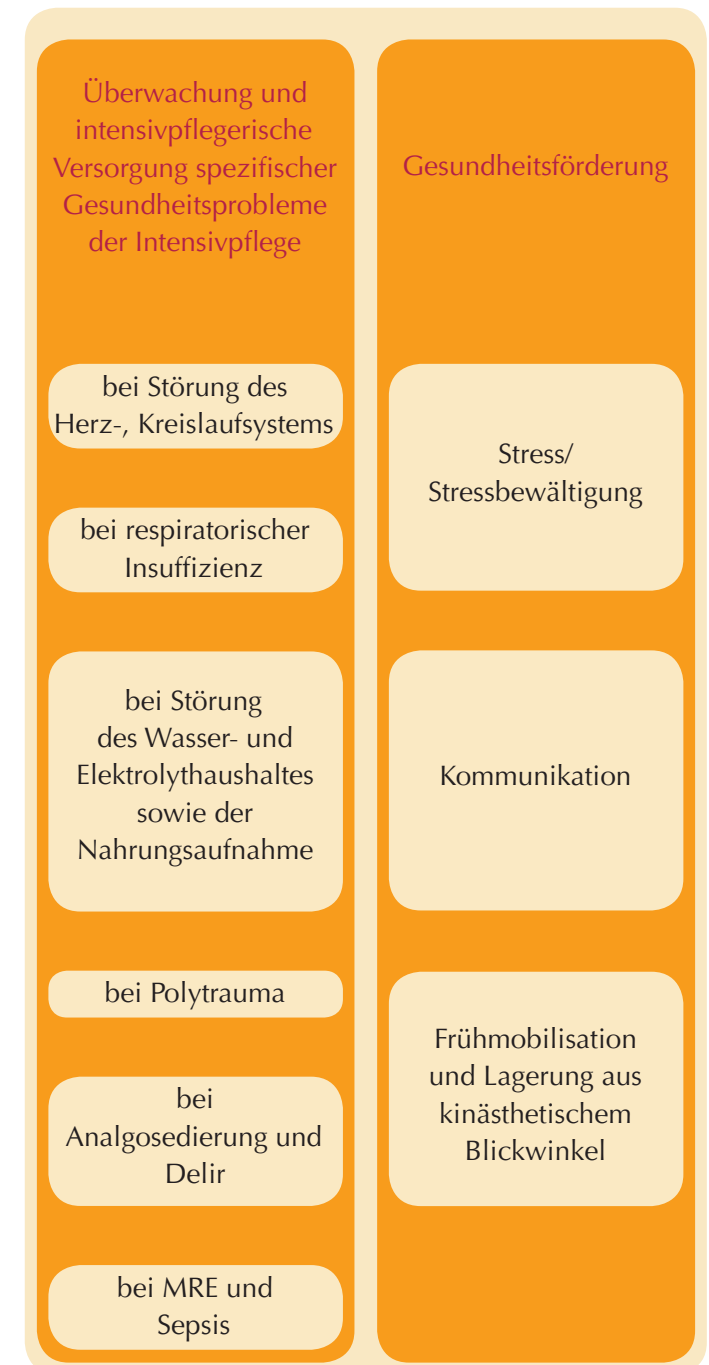 Überwachung und
intensivpflegerische
Versorgung spezifischer
Gesundheitsprobleme
der Intensivpflege
bei Störung des
Herz-, Kreislaufsystems
bei respiratorischer
Insuffizienz
bei Störung
des Wasser- und
Elektrolythaushaltes
sowie der
Nahrungsaufnahme
bei Polytrauma
bei
Analgosedierung und
Delir
bei MRE und
Sepsis
Gesundheitsförderung
Stress/
Stressbewältigung
Kommunikation
Frühmobilisation
und Lagerung aus
kinästhetischem
Blickwinkel